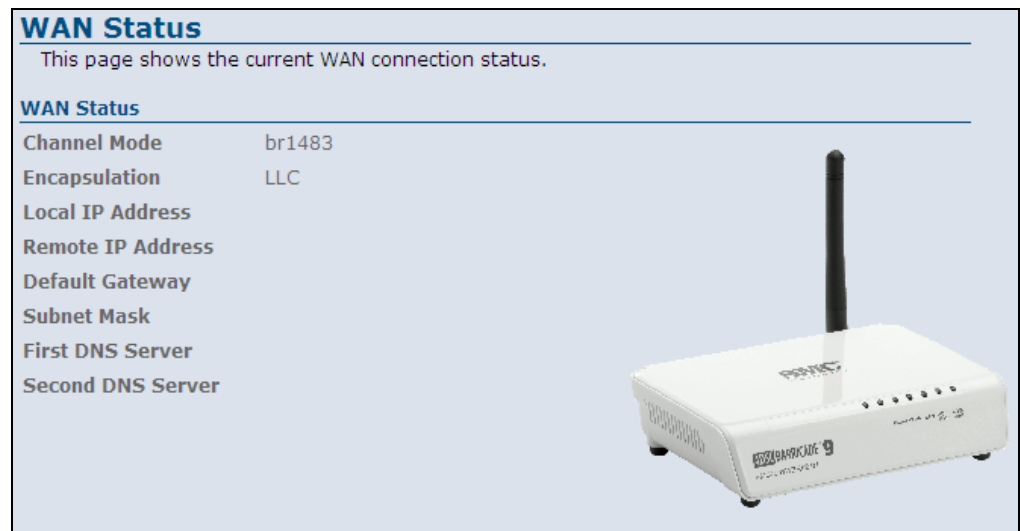 WAN Status
This page shows the current WAN connection status.
WAN Status
Channel Mode br1483
Encapsulation LLC
Local IP Address
Remote IP Address
Default Gateway
Subnet Mask
First DNS Server
Second DNS Server
BARRICADE